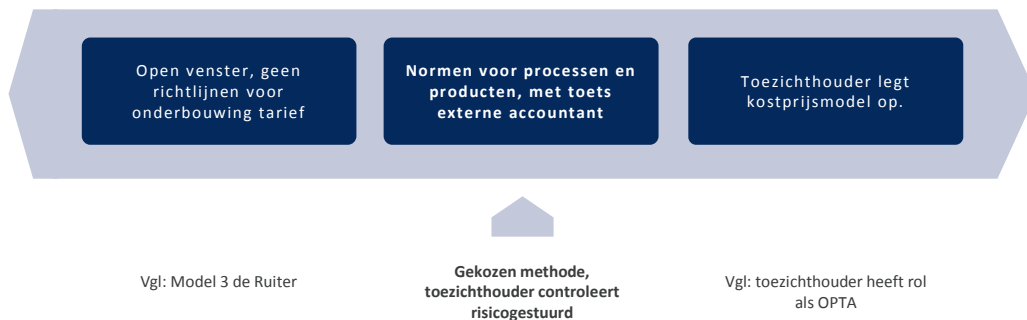 Open venster, geen
richtlijnen voor
onderbouwing tarief
Normen voor processen en
producten, met toets
externe accountant
Toezichthouder legt
kostprijsmodel op.
Vgl: Model 3 de Ruiter
Gekozen methode,
toezichthouder controleert
risicogestuurd
Vgl: toezichthouder heeft rol
als OPTA